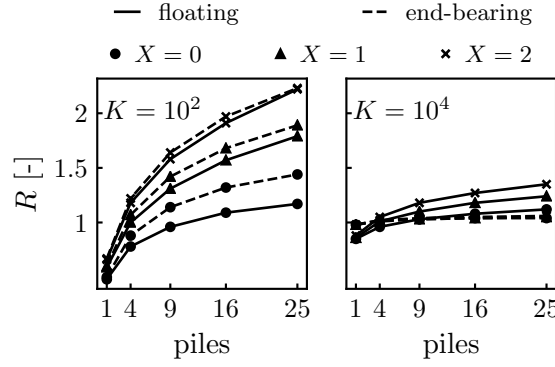 floating end-bearing
X = 0 X = 1 X = 2
K = 10² K = 10⁴
R [-]
2
1.5
1
1 4 9 16 25 1 4 9 16 25
piles piles